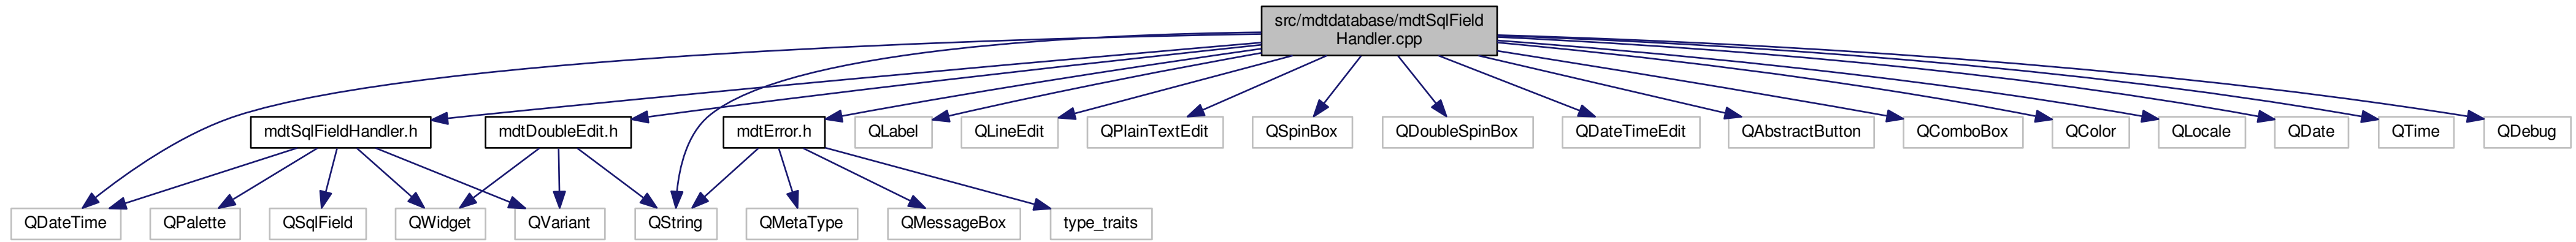 src/mdtdatabase/mdtSqlField
Handler.cpp
mdtSqlFieldHandler.h
mdtDoubleEdit.h
mdtError.h
QLabel
QLineEdit
QPlainTextEdit
QSpinBox
QDoubleSpinBox
QDateTimeEdit
QAbstractButton
QComboBox
QColor
QLocale
QDate
QTime
QDebug
QDateTime
QPalette
QSqlField
QWidget
QVariant
QString
QMetaType
QMessageBox
type_traits